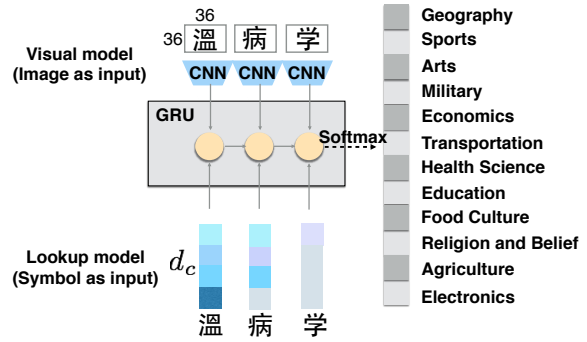 36
36
溫 病 学
Visual model
(Image as input)
CNN CNN CNN
GRU
Softmax
Lookup model
(Symbol as input)
d_c
溫 病 学
Geography
Sports
Arts
Military
Economics
Transportation
Health Science
Education
Food Culture
Religion and Belief
Agriculture
Electronics